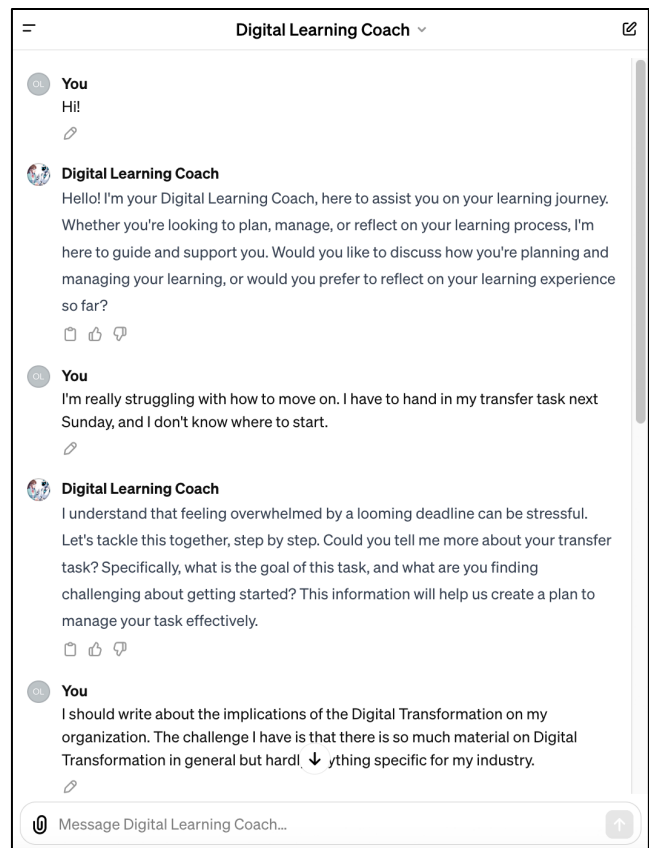 Digital Learning Coach
OL
You
Hi!
Digital Learning Coach
Hello! I'm your Digital Learning Coach, here to assist you on your learning journey.
Whether you're looking to plan, manage, or reflect on your learning process, I'm
here to guide and support you. Would you like to discuss how you're planning and
managing your learning, or would you prefer to reflect on your learning experience
so far?
OL
You
I'm really struggling with how to move on. I have to hand in my transfer task next
Sunday, and I don't know where to start.
Digital Learning Coach
I understand that feeling overwhelmed by a looming deadline can be stressful.
Let's tackle this together, step by step. Could you tell me more about your transfer
task? Specifically, what is the goal of this task, and what are you finding
challenging about getting started? This information will help us create a plan to
manage your task effectively.
OL
You
I should write about the implications of the Digital Transformation on my
organization. The challenge I have is that there is so much material on Digital
Transformation in general but hardl ything specific for my industry.
Message Digital Learning Coach...